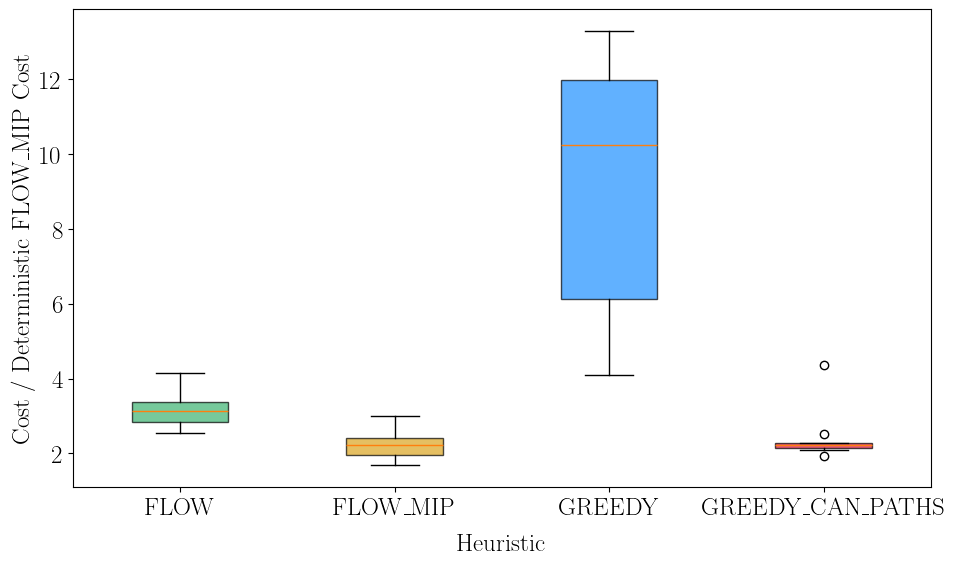 Cost / Deterministic FLOW_MIP Cost
12
10
8
6
4
2
FLOW
FLOW_MIP
GREEDY
GREEDY_CAN_PATHS
Heuristic